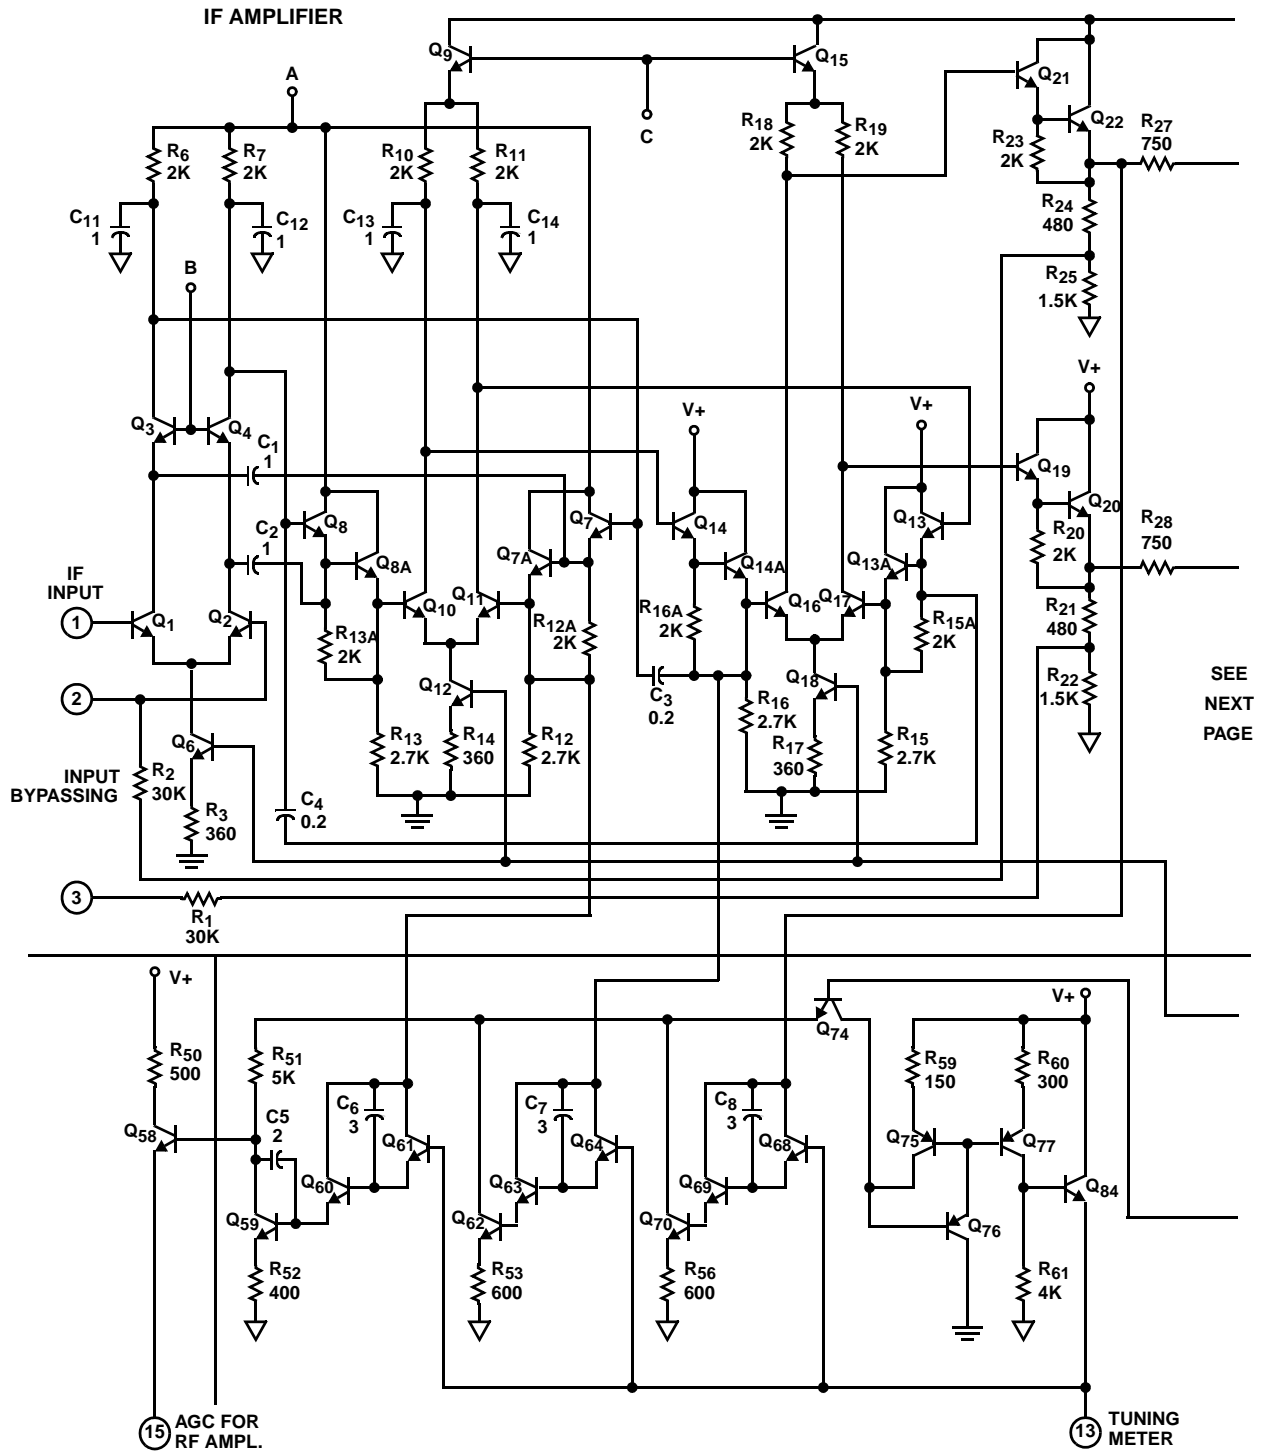 IF AMPLIFIER
Q9
Q15
A
C
Q21
Q22
R6
2K
R7
2K
R10
2K
R11
2K
R18
2K
R19
2K
R23
2K
R27
750
C11
1
C12
1
C13
1
C14
1
R24
480
B
R25
1.5K
V+
Q3
Q4
V+
V+
C1
1
Q19
Q20
C2
1
Q8
Q7
Q14
Q13
R20
2K
R28
750
Q8A
Q7A
Q14A
Q13A
IF
INPUT
1
Q1
Q2
Q10
Q11
R12A
2K
R16A
2K
Q16
Q17
R15A
2K
R21
480
R13A
2K
2
Q12
C3
0.2
Q18
R22
1.5K
SEE
NEXT
PAGE
Q6
R16
2.7K
R13
2.7K
R14
360
R12
2.7K
R17
360
R15
2.7K
INPUT
BYPASSING
R2
30K
R3
360
C4
0.2
3
R1
30K
V+
V+
Q74
R50
500
R51
5K
R59
150
R60
300
C6
3
C7
3
C8
3
Q58
C5
2
Q61
Q64
Q68
Q75
Q77
Q60
Q63
Q69
Q84
Q59
Q62
Q70
Q76
R52
400
R53
600
R56
600
R61
4K
15
AGC FOR
RF AMPL.
13
TUNING
METER